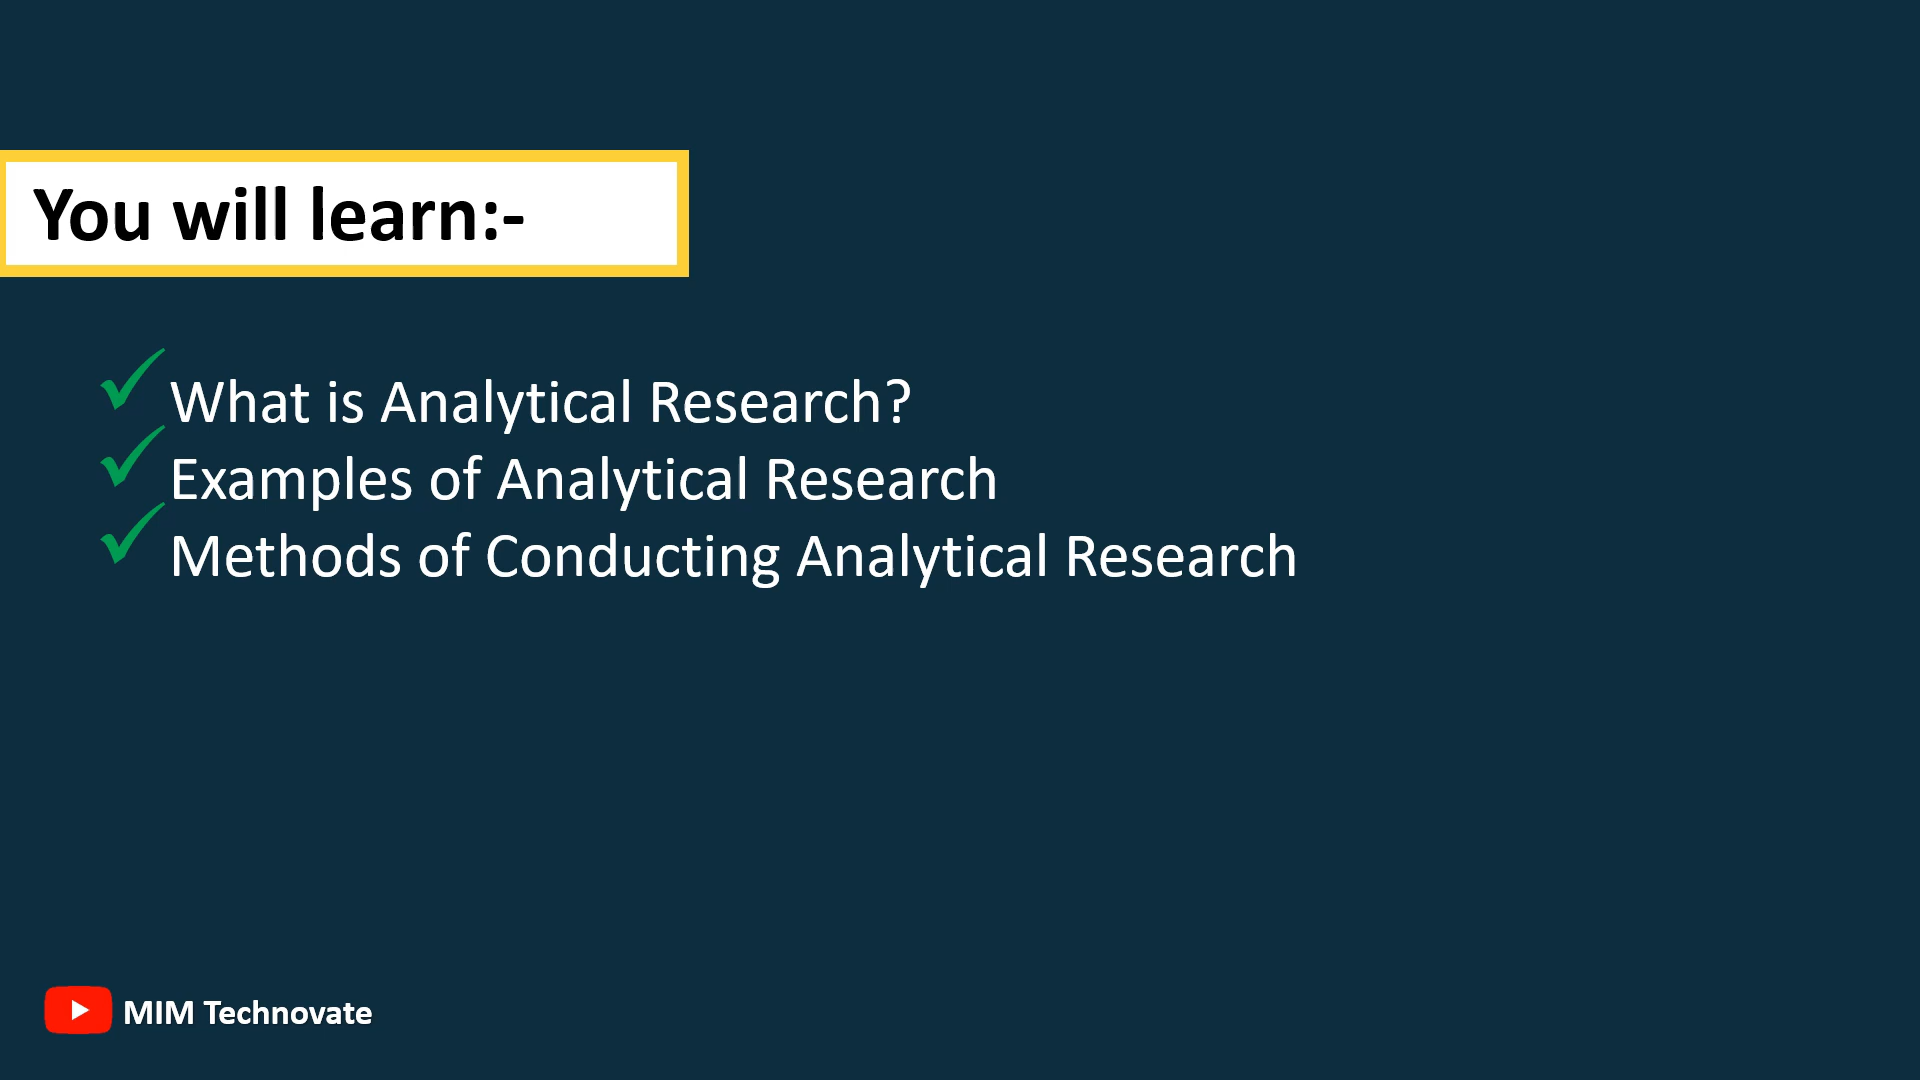 You will learn:-
What is Analytical Research?
Examples of Analytical Research
Methods of Conducting Analytical Research
MIM Technovate